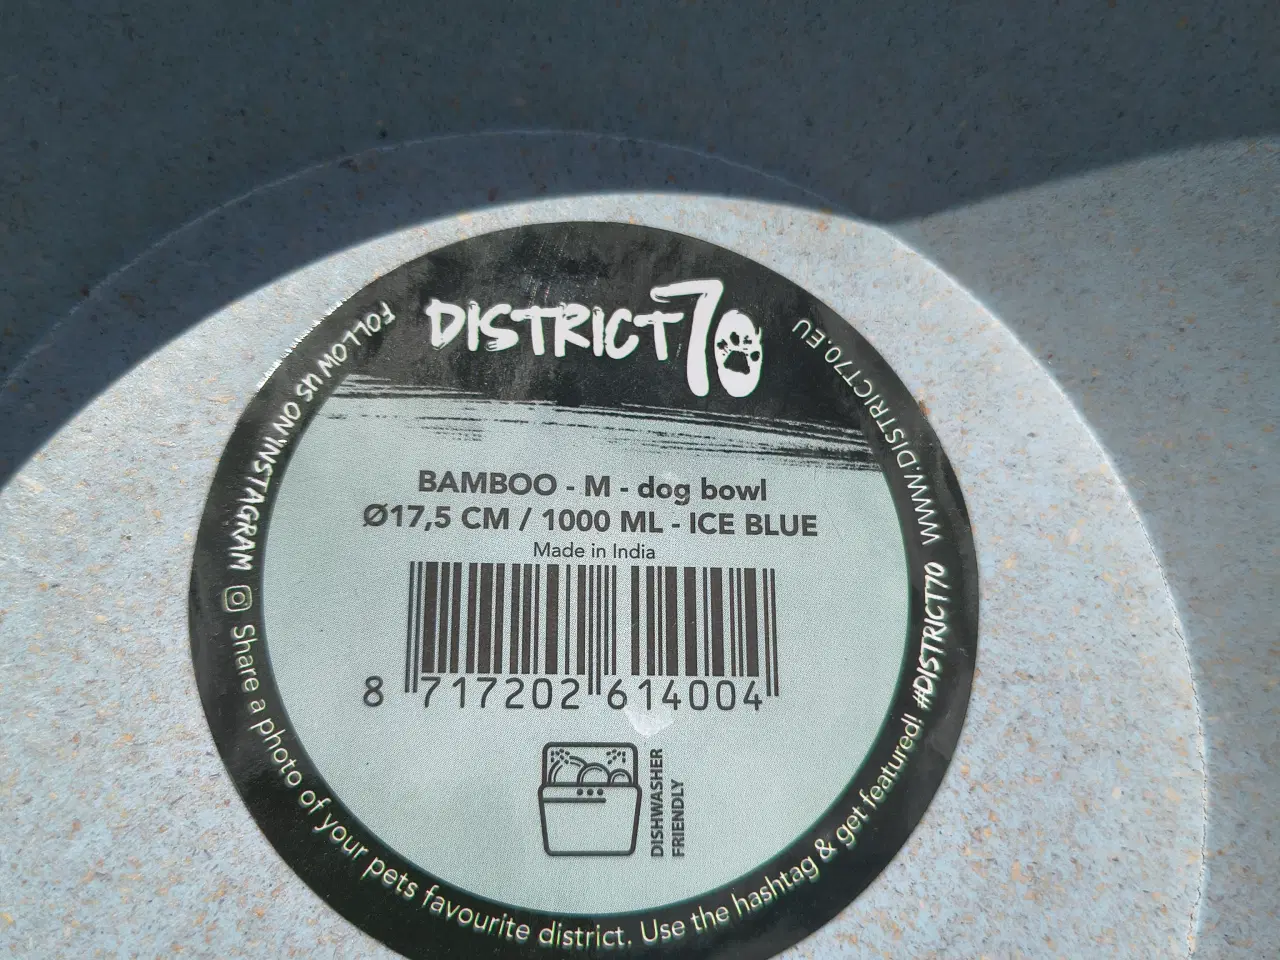 DISTRICT70
BAMBOO - M - dog bowl
Ø17,5 CM / 1000 ML - ICE BLUE
Made in India
8 717202 614004
DISHWASHER
FRIENDLY
FOLLOW US ON INSTAGRAM
Share a photo of your pets favourite district. Use the hashtag & get featured! #DISTRICT70
WWW.DISTRICT70.EU